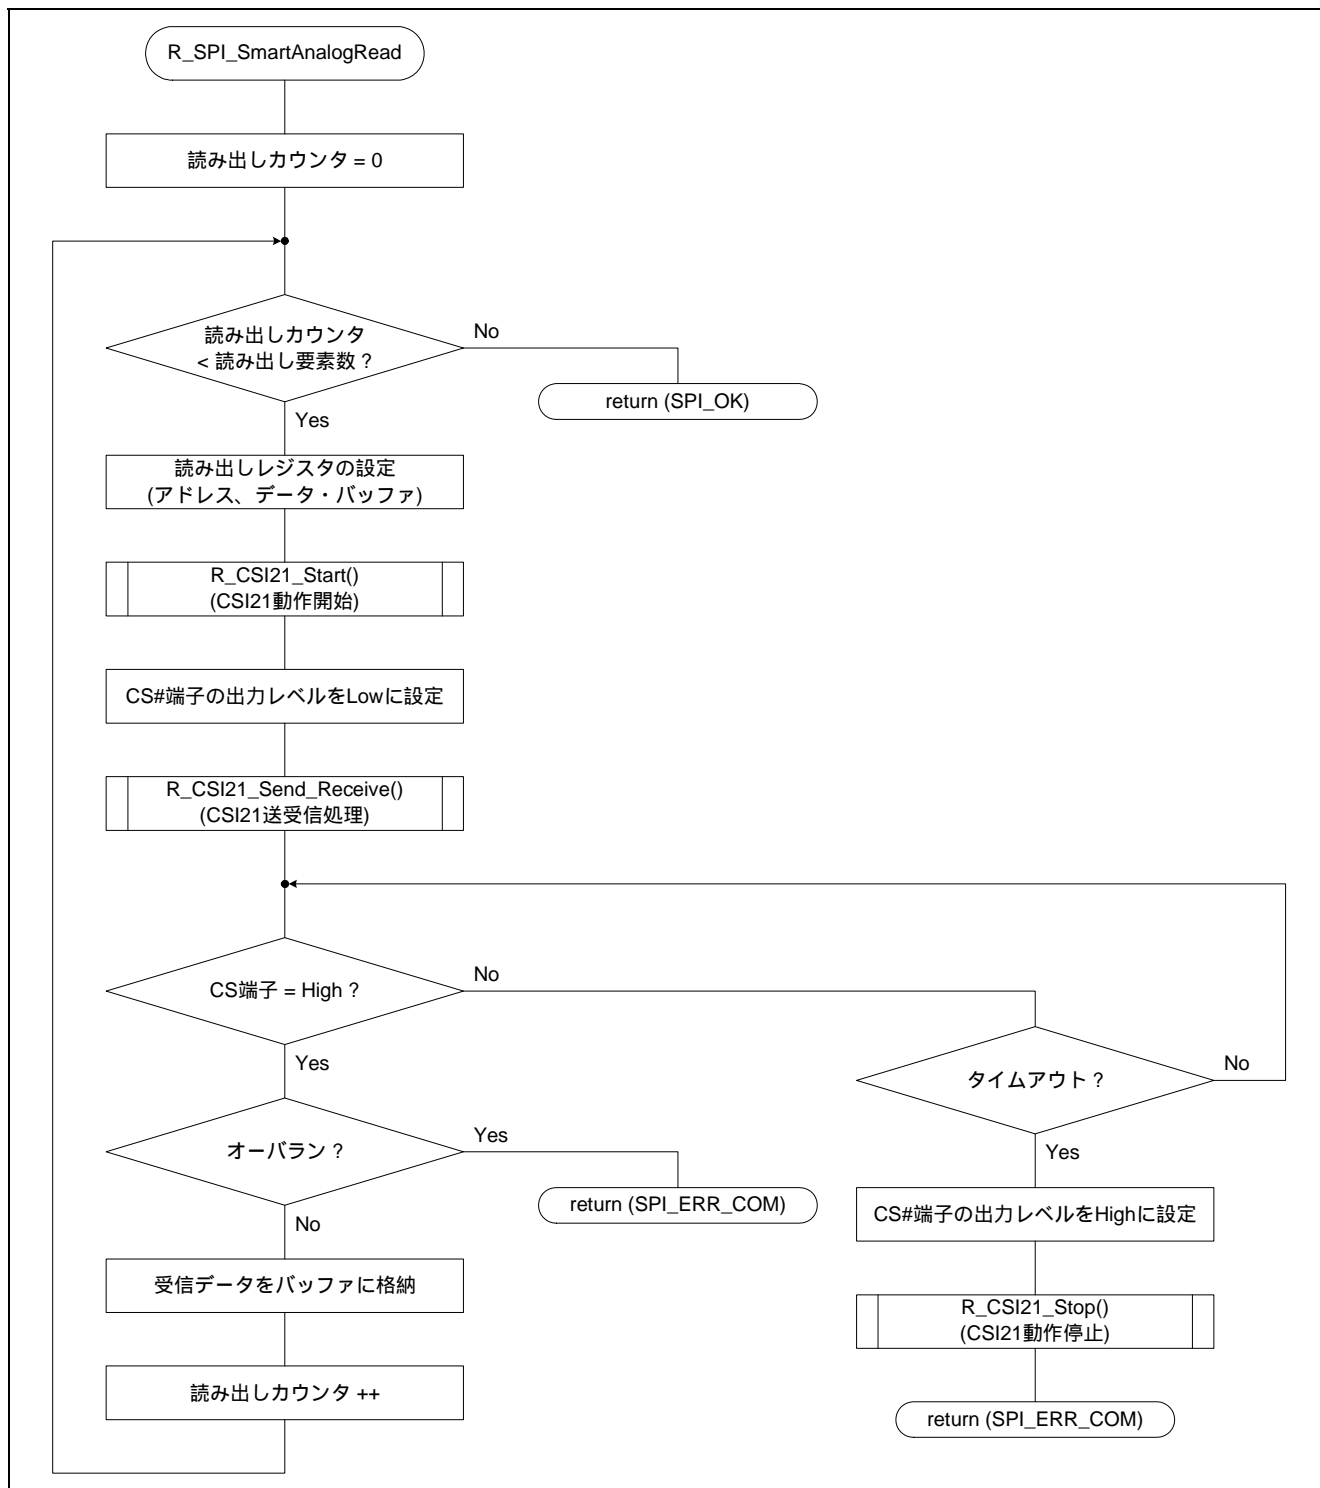 R_SPI_SmartAnalogRead
読み出しカウンタ = 0
読み出しカウンタ
< 読み出し要素数 ?
No
return (SPI_OK)
Yes
読み出しレジスタの設定
(アドレス、データ・バッファ)
R_CSI21_Start()
(CSI21動作開始)
CS#端子の出力レベルをLowに設定
R_CSI21_Send_Receive()
(CSI21送受信処理)
CS端子 = High ?
No
Yes
タイムアウト ?
No
Yes
オーバラン ?
Yes
return (SPI_ERR_COM)
No
CS#端子の出力レベルをHighに設定
受信データをバッファに格納
R_CSI21_Stop()
(CSI21動作停止)
読み出しカウンタ ++
return (SPI_ERR_COM)